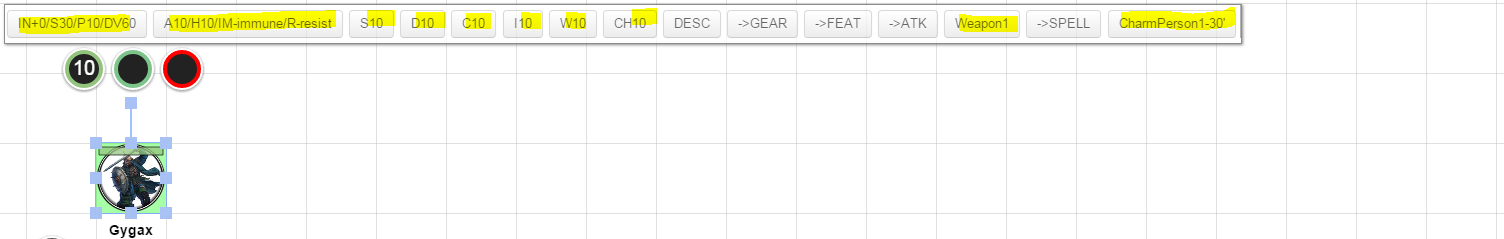 IN+0/S30/P10/DV60 A10/H10/IM-immune/R-resist S10 D10 C10 I10 W10 CH10 DESC ->GEAR ->FEAT ->ATK Weapon1 ->SPELL CharmPerson1-30'
10
Gygax